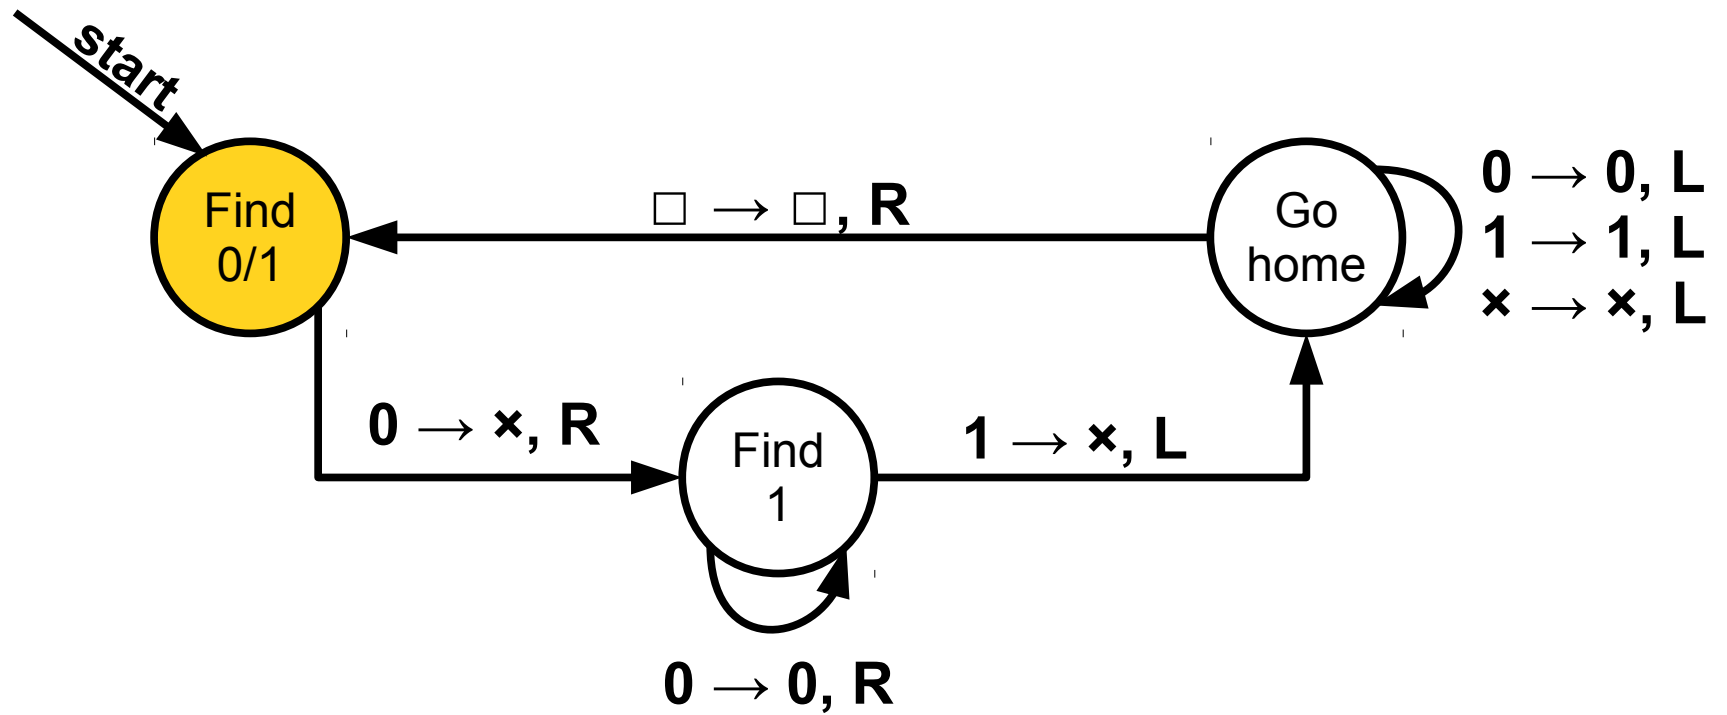 start
Find
0/1
□ → □, R
Go
home
0 → 0, L
1 → 1, L
× → ×, L
0 → ×, R
Find
1
1 → ×, L
0 → 0, R